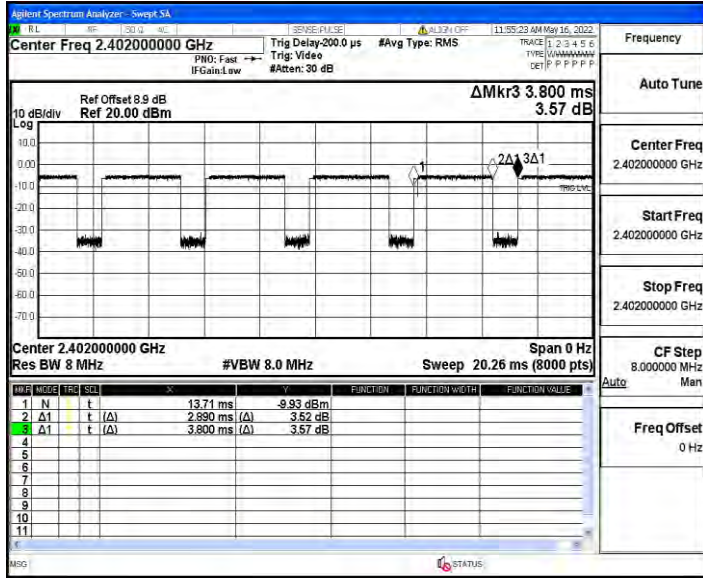 Agilent Spectrum Analyzer - Swept SA
RL RF 50 Ω AC SENSE:PULSE ALIGN OFF 11:55:23 AM May 16, 2022
Center Freq 2.402000000 GHz
Trig Delay-200.0 µs #Avg Type: RMS
TRACE 1 2 3 4 5 6
PNO: Fast Trig: Video
TYPE WWWWWW
IFGain:Low #Atten: 30 dB
DET P P P P P P
Ref Offset 8.9 dB
10 dB/div Ref 20.00 dBm
ΔMkr3 3.800 ms
3.57 dB
Log
10.0
0.00
-10.0
-20.0
-30.0
-40.0
-50.0
-60.0
-70.0
1
2Δ1 3Δ1
TRIG LVL
Center 2.402000000 GHz Span 0 Hz
Res BW 8 MHz #VBW 8.0 MHz Sweep 20.26 ms (8000 pts)
MKR MODE TRC SCL X Y FUNCTION FUNCTION WIDTH FUNCTION VALUE
1 N t 13.71 ms -9.93 dBm
2 Δ1 t (Δ) 2.890 ms (Δ) 3.52 dB
3 Δ1 t (Δ) 3.800 ms (Δ) 3.57 dB
4
5
6
7
8
9
10
11
MSG STATUS
Frequency
Auto Tune
Center Freq
2.402000000 GHz
Start Freq
2.402000000 GHz
Stop Freq
2.402000000 GHz
CF Step
8.000000 MHz
Auto Man
Freq Offset
0 Hz